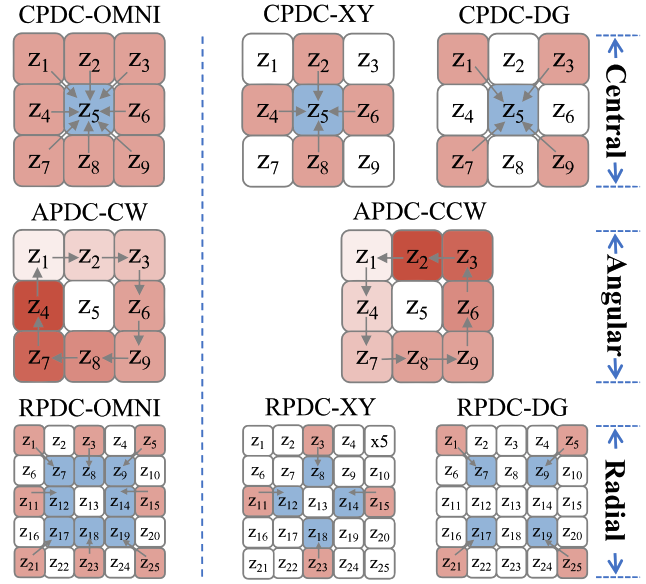 CPDC-OMNI CPDC-XY CPDC-DG
z1 z2 z3 z1 z2 z3 z1 z2 z3
z4 z5 z6 z4 z5 z6 z4 z5 z6
z7 z8 z9 z7 z8 z9 z7 z8 z9
Central
APDC-CW APDC-CCW
z1 z2 z3 z1 z2 z3
z4 z5 z6 z4 z5 z6
z7 z8 z9 z7 z8 z9
Angular
RPDC-OMNI RPDC-XY RPDC-DG
z1 z2 z3 z4 z5 z1 z2 z3 z4 x5 z1 z2 z3 z4 z5
z6 z7 z8 z9 z10 z6 z7 z8 z9 z10 z6 z7 z8 z9 z10
z11 z12 z13 z14 z15 z11 z12 z13 z14 z15 z11 z12 z13 z14 z15
z16 z17 z18 z19 z20 z16 z17 z18 z19 z20 z16 z17 z18 z19 z20
z21 z22 z23 z24 z25 z21 z22 z23 z24 z25 z21 z22 z23 z24 z25
Radial